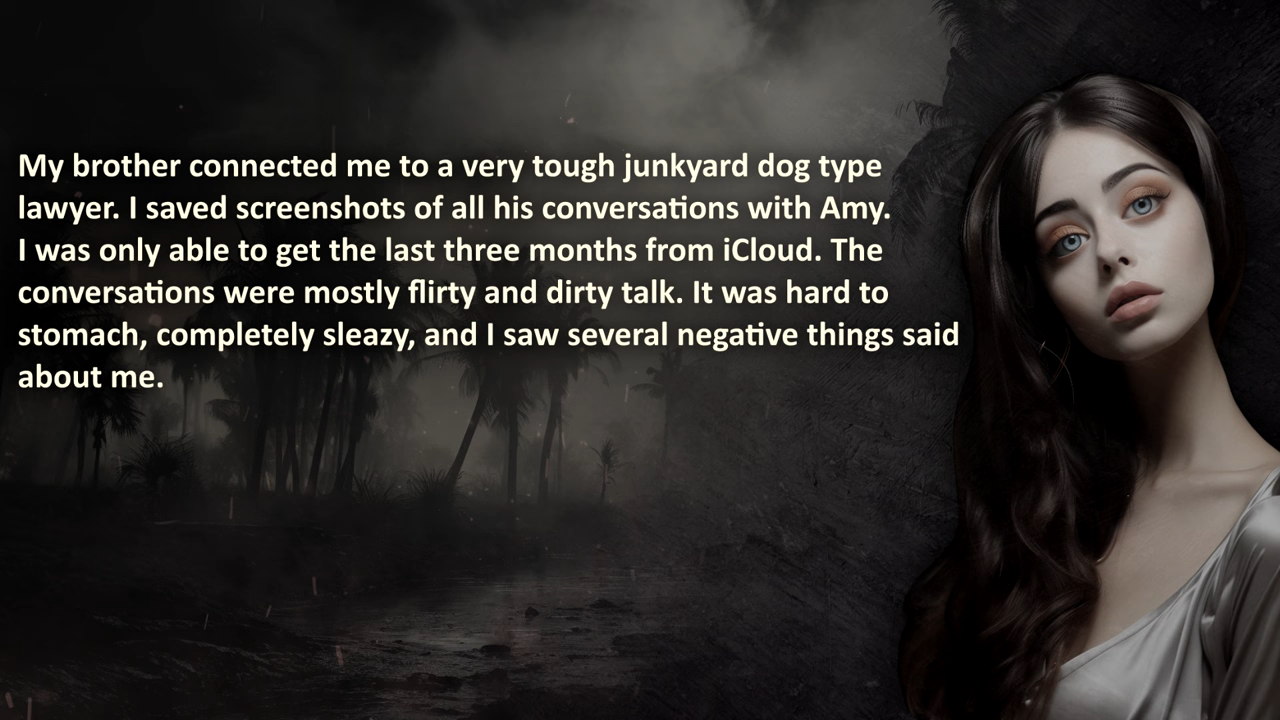 My brother connected me to a very tough junkyard dog type
lawyer. I saved screenshots of all his conversations with Amy.
I was only able to get the last three months from iCloud. The
conversations were mostly flirty and dirty talk. It was hard to
stomach, completely sleazy, and I saw several negative things said
about me.